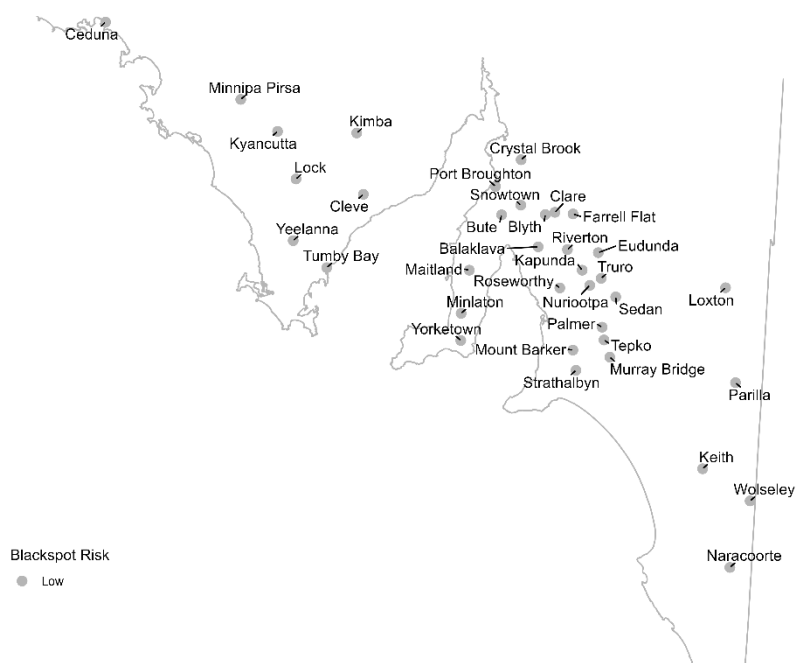 Ceduna
Minnipa Pirsa
Kimba
Kyancutta
Crystal Brook
Lock
Port Broughton
Snowtown
Clare
Cleve
Farrell Flat
Bute
Blyth
Yeelanna
Riverton
Eudunda
Balaklava
Tumby Bay
Kapunda
Truro
Maitland
Roseworthy
Loxton
Minlaton
Nuriootpa
Sedan
Palmer
Yorketown
Tepko
Mount Barker
Murray Bridge
Strathalbyn
Parilla
Keith
Wolseley
Naracoorte
Blackspot Risk
Low